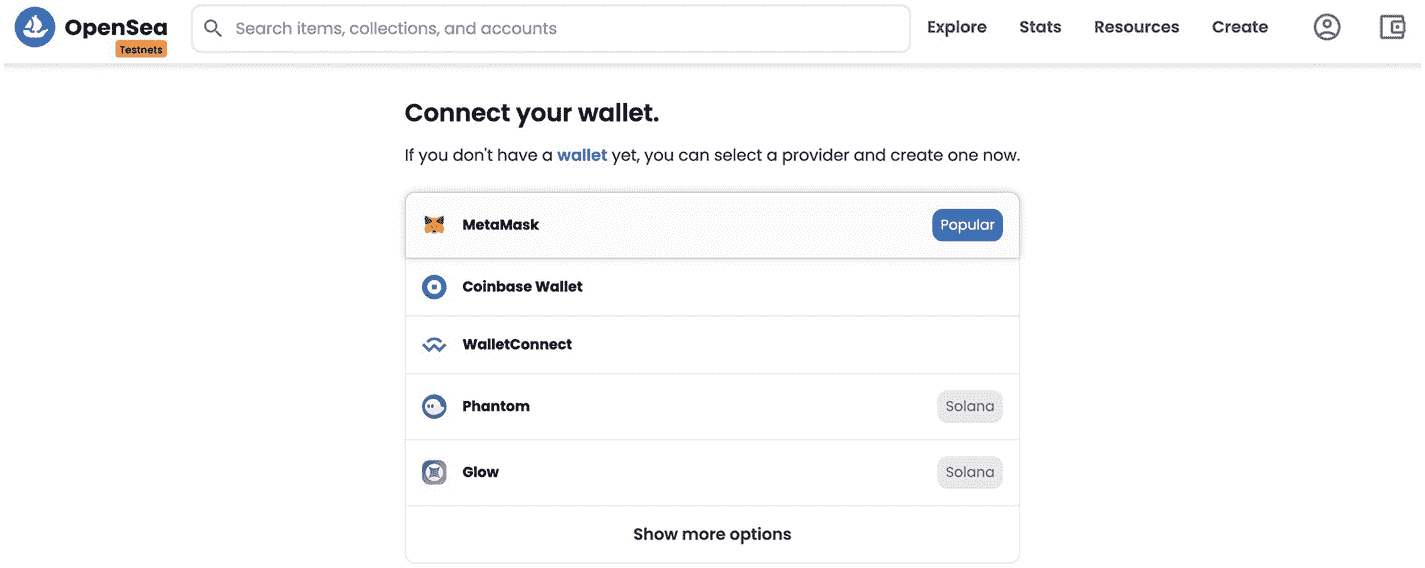 OpenSea
Testnets
Search items, collections, and accounts
Explore
Stats
Resources
Create
Connect your wallet.
If you don't have a wallet yet, you can select a provider and create one now.
MetaMask
Popular
Coinbase Wallet
WalletConnect
Phantom
Solana
Glow
Solana
Show more options